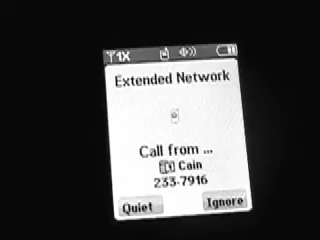 1X
Extended Network
Call from ...
Cain
233-7916
Quiet
Ignore